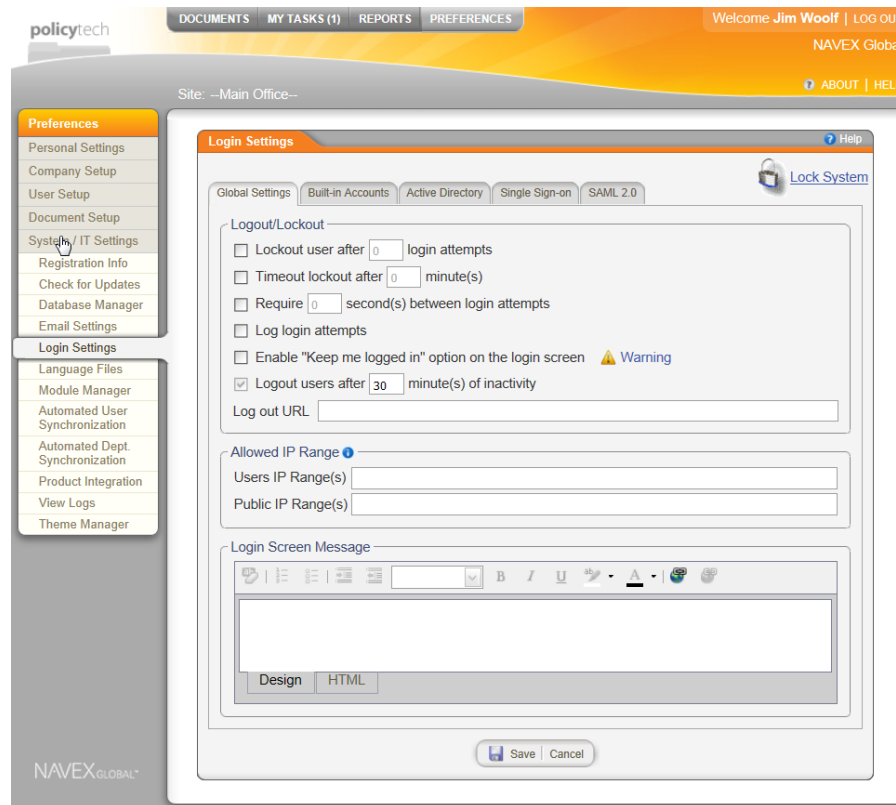 policytech
DOCUMENTS MY TASKS (1) REPORTS PREFERENCES
Welcome Jim Woolf | LOG OU
NAVEX Globa
Site: --Main Office--
ABOUT | HEL
Preferences
Personal Settings
Company Setup
User Setup
Document Setup
System / IT Settings
Registration Info
Check for Updates
Database Manager
Email Settings
Login Settings
Language Files
Module Manager
Automated User
Synchronization
Automated Dept.
Synchronization
Product Integration
View Logs
Theme Manager
NAVEX GLOBAL
Login Settings
Help
Lock System
Global Settings Built-in Accounts Active Directory Single Sign-on SAML 2.0
Logout/Lockout
Lockout user after 0 login attempts
Timeout lockout after 0 minute(s)
Require 0 second(s) between login attempts
Log login attempts
Enable "Keep me logged in" option on the login screen Warning
Logout users after 30 minute(s) of inactivity
Log out URL
Allowed IP Range
Users IP Range(s)
Public IP Range(s)
Login Screen Message
B I U ab A
Design HTML
Save Cancel